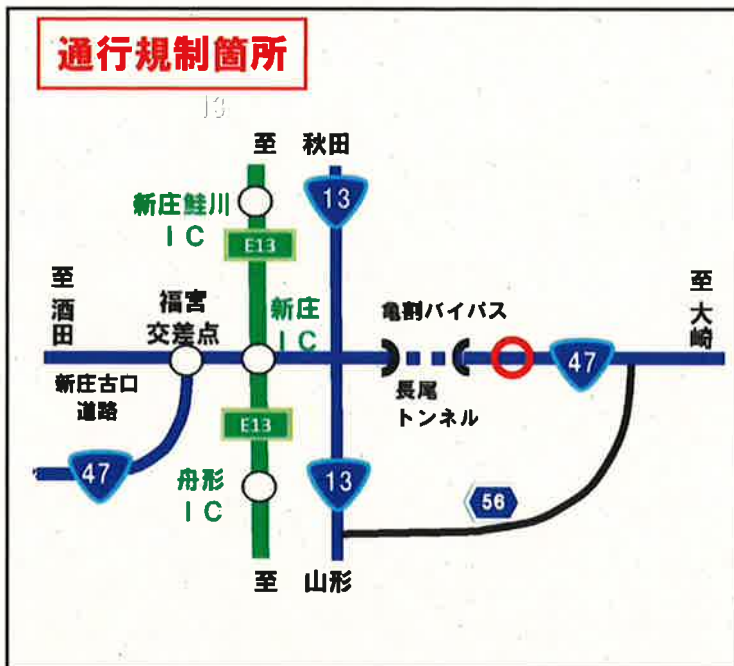 通行規制箇所
13
至 秋田
13
新庄鮭川
IC
E13
至
酒田
福宮
交差点
新庄
IC
亀割バイパス
至
大
崎
新庄古口
道路
長尾
トンネル
47
E13
47
舟形
IC
13
56
至 山形